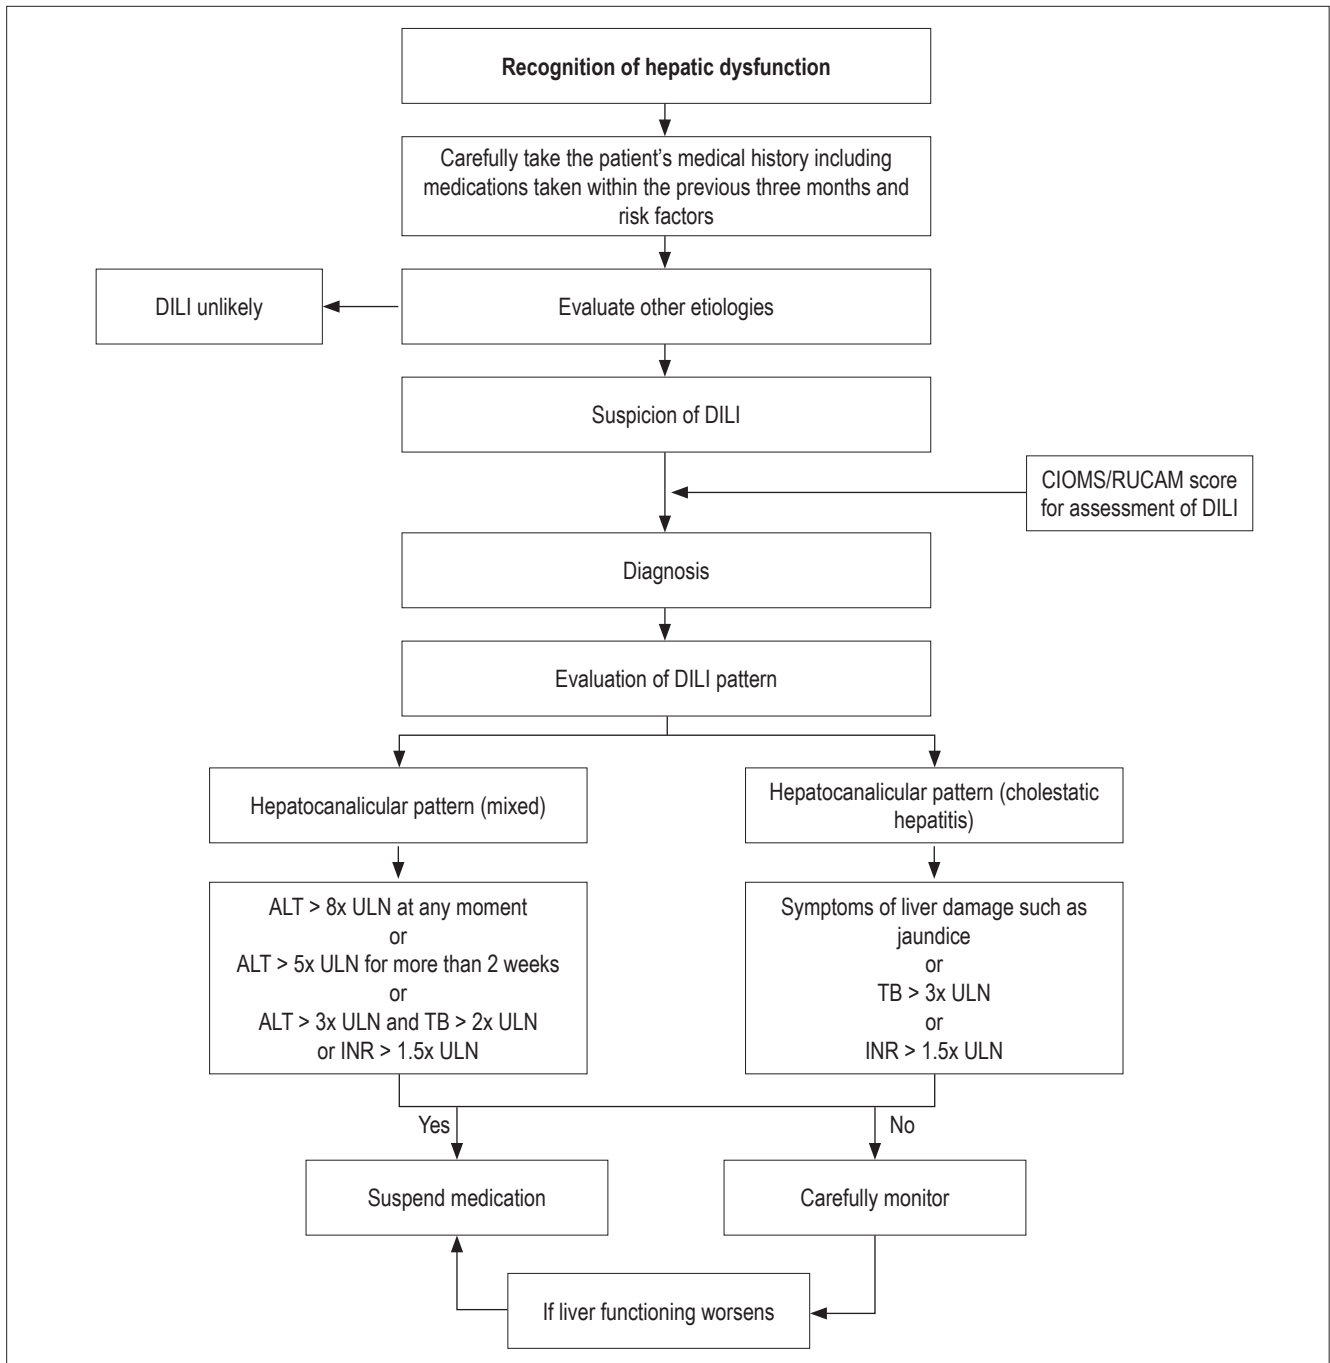 Recognition of hepatic dysfunction
Carefully take the patient's medical history including
medications taken within the previous three months and
risk factors
DILI unlikely
Evaluate other etiologies
Suspicion of DILI
CIOMS/RUCAM score
for assessment of DILI
Diagnosis
Evaluation of DILI pattern
Hepatocanalicular pattern (mixed)
Hepatocanalicular pattern (cholestatic
hepatitis)
ALT > 8x ULN at any moment
or
ALT > 5x ULN for more than 2 weeks
or
ALT > 3x ULN and TB > 2x ULN
or INR > 1.5x ULN
Symptoms of liver damage such as
jaundice
or
TB > 3x ULN
or
INR > 1.5x ULN
Yes
No
Suspend medication
Carefully monitor
If liver functioning worsens